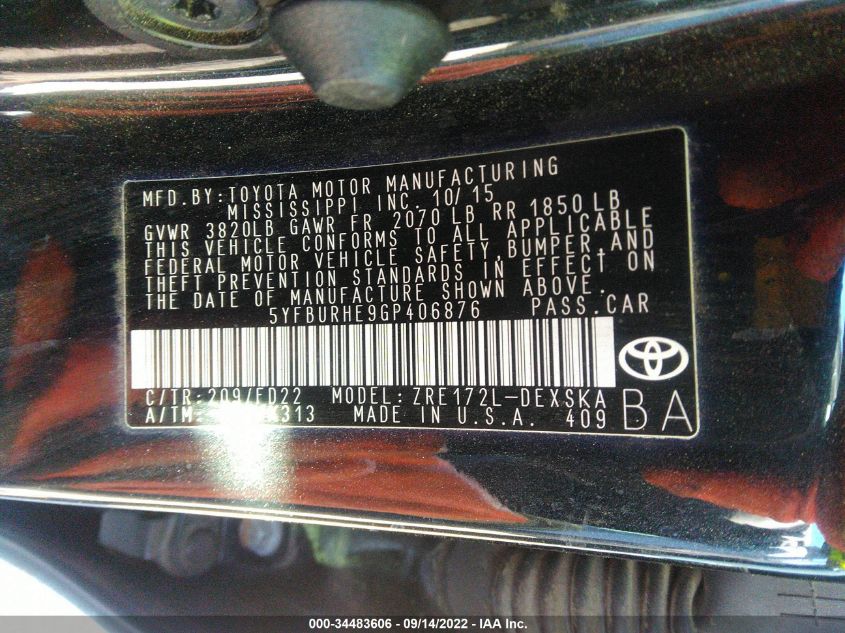 MFD.BY:TOYOTA MOTOR MANUFACTURING
MISSISSIPPI INC. 10/15
GVWR 3820LB GAWR FR 2070 LB RR 1850 LB
THIS VEHICLE CONFORMS TO ALL APPLICABLE
FEDERAL MOTOR VEHICLE SAFETY,BUMPER,AND
THEFT PREVENTION STANDARDS IN EFFECT ON
THE DATE OF MANUFACTURE SHOWN ABOVE.
5YFBURHE9GP406876 PASS.CAR
C/TR:209/FD22 MODEL:ZRE172L-DEXSKA
A/TM: MADE IN U.S.A. 409
BA
000-34483606 - 09/14/2022 - IAA Inc.